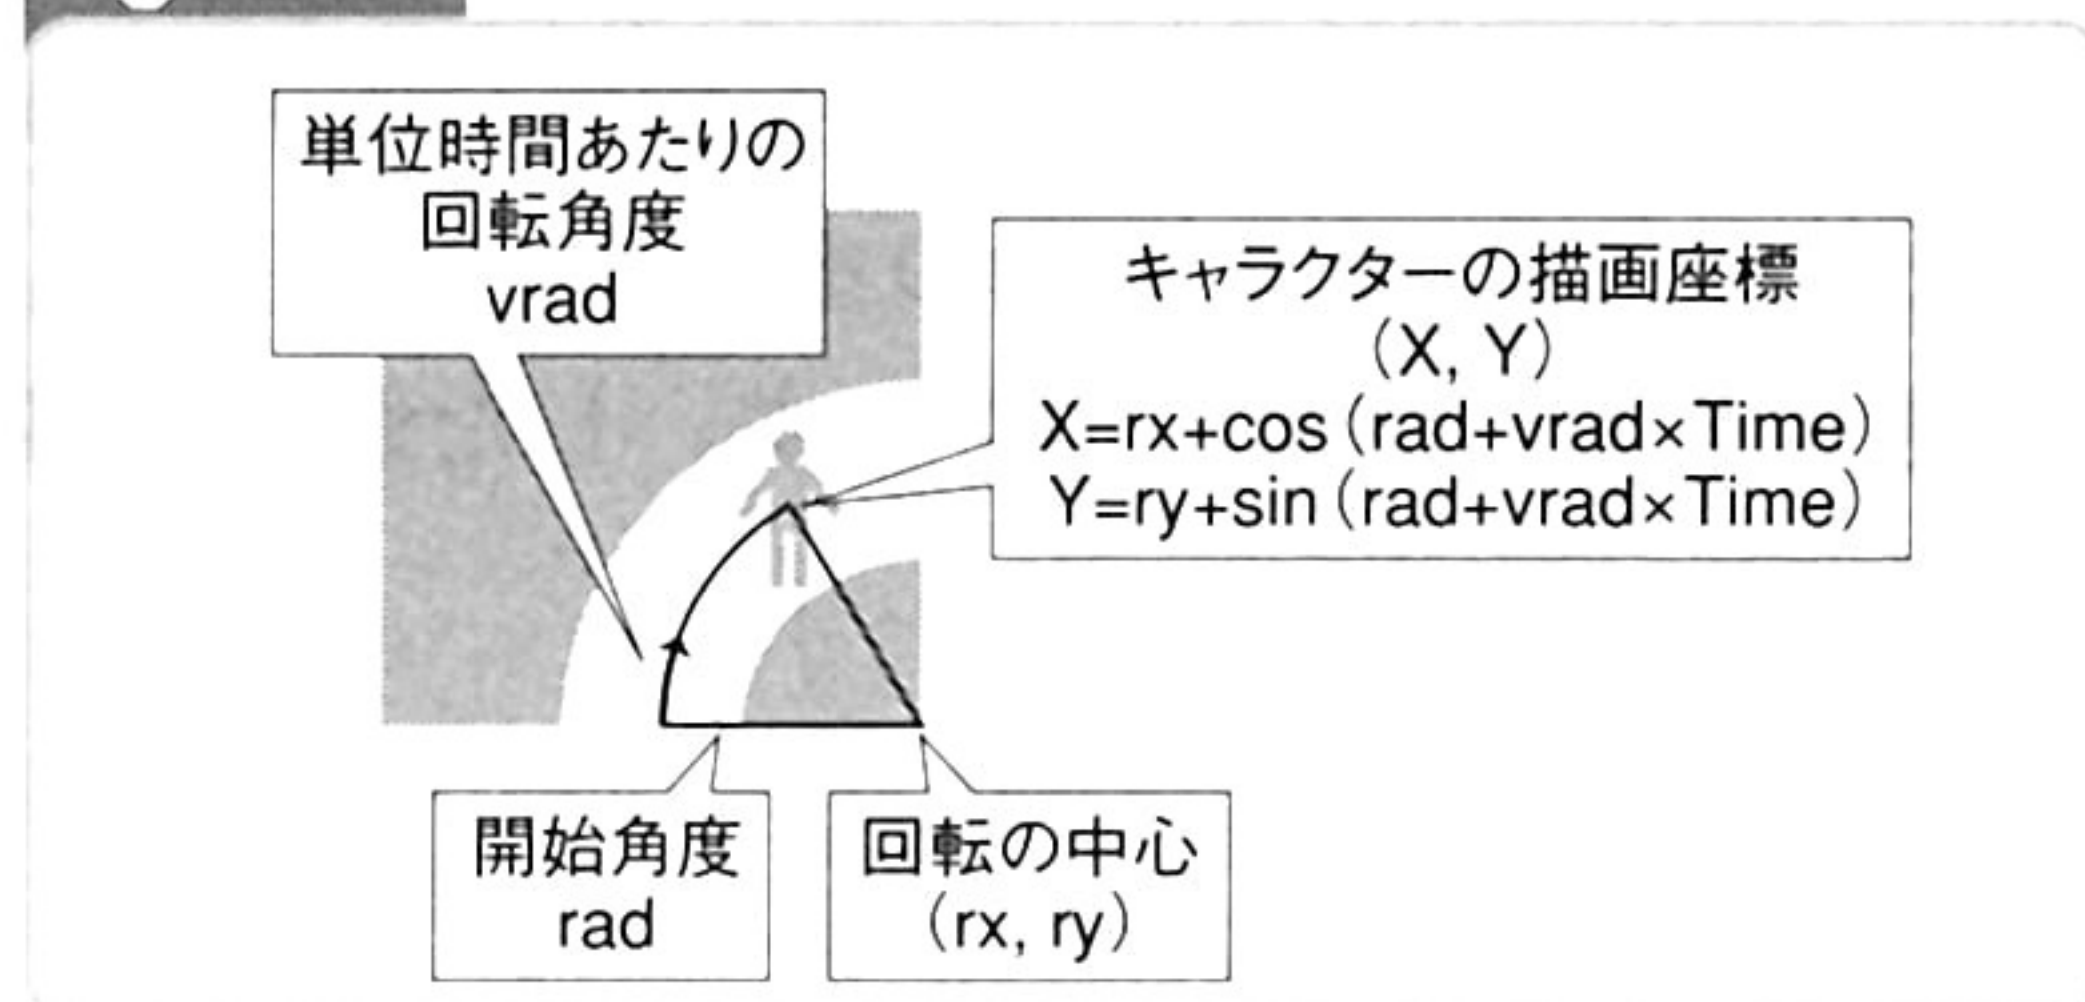 単位時間あたりの
回転角度
vrad
キャラクターの描画座標
(X, Y)
X=rx+cos(rad+vrad×Time)
Y=ry+sin(rad+vrad×Time)
開始角度
rad
回転の中心
(rx, ry)